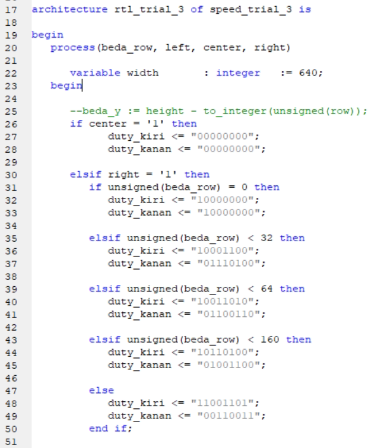 17 architecture rtl_trial_3 of speed_trial_3 is
18
19 begin
20 process(beda_row, left, center, right)
21
22 variable width : integer := 640;
23 begin
24
25 --beda_y := height - to_integer(unsigned(row));
26 if center = '1' then
27 duty_kiri <= "00000000";
28 duty_kanan <= "00000000";
29
30 elsif right = '1' then
31 if unsigned(beda_row) = 0 then
32 duty_kiri <= "10000000";
33 duty_kanan <= "10000000";
34
35 elsif unsigned(beda_row) < 32 then
36 duty_kiri <= "10001100";
37 duty_kanan <= "01110100";
38
39 elsif unsigned(beda_row) < 64 then
40 duty_kiri <= "10011010";
41 duty_kanan <= "01100110";
42
43 elsif unsigned(beda_row) < 160 then
44 duty_kiri <= "10110100";
45 duty_kanan <= "01001100";
46
47 else
48 duty_kiri <= "11001101";
49 duty_kanan <= "00110011";
50 end if;
51